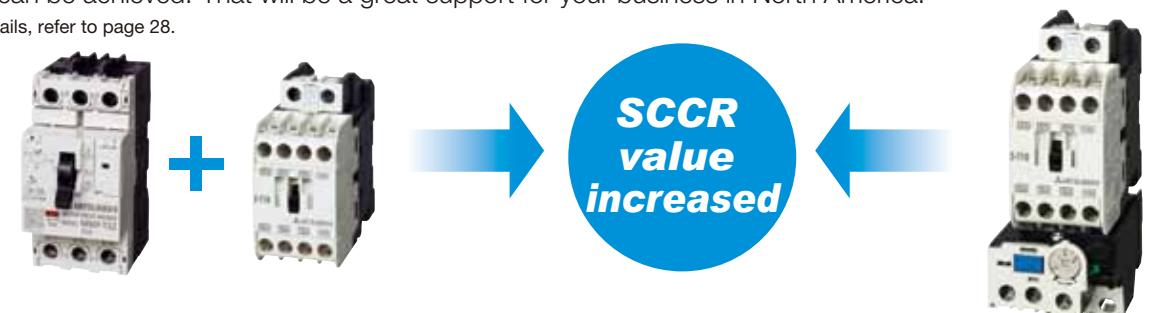 can be achieved. That will be a great support for your business in North America.
ails, refer to page 28.
SCCR
value
increased